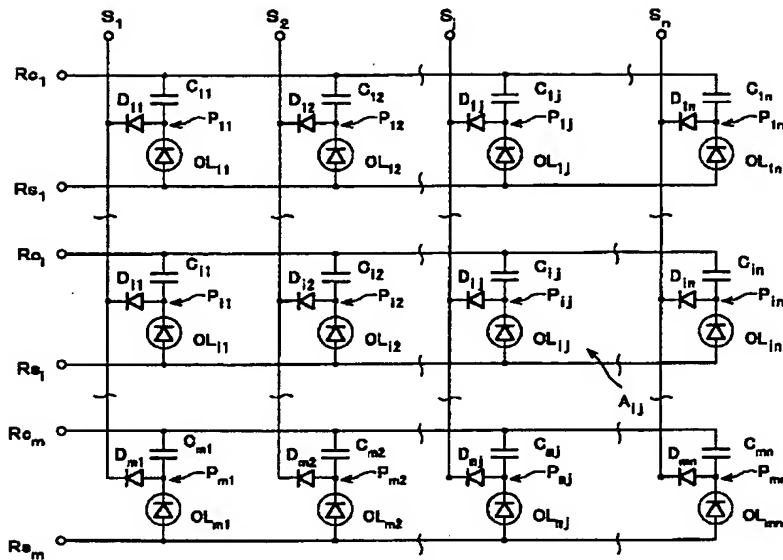 S₁ S₂ Sⱼ Sₙ
Rc₁
C₁₁ C₁₂ C₁ⱼ C₁ₙ
D₁₁ D₁₂ D₁ⱼ D₁ₙ
P₁₁ P₁₂ P₁ⱼ P₁ₙ
OL₁₁ OL₁₂ OL₁ⱼ OL₁ₙ
Rs₁
Rcᵢ
Cᵢ₁ Cᵢ₂ Cᵢⱼ Cᵢₙ
Dᵢ₁ Dᵢ₂ Dᵢⱼ Dᵢₙ
Pᵢ₁ Pᵢ₂ Pᵢⱼ Pᵢₙ
OLᵢ₁ OLᵢ₂ OLᵢⱼ OLᵢₙ
Rsᵢ
Aᵢⱼ
Rcₘ
Cₘ₁ Cₘ₂ Cₘⱼ Cₘₙ
Dₘ₁ Dₘ₂ Dₘⱼ Dₘₙ
Pₘ₁ Pₘ₂ Pₘⱼ Pₘₙ
OLₘ₁ OLₘ₂ OLₘⱼ OLₘₙ
Rsₘ